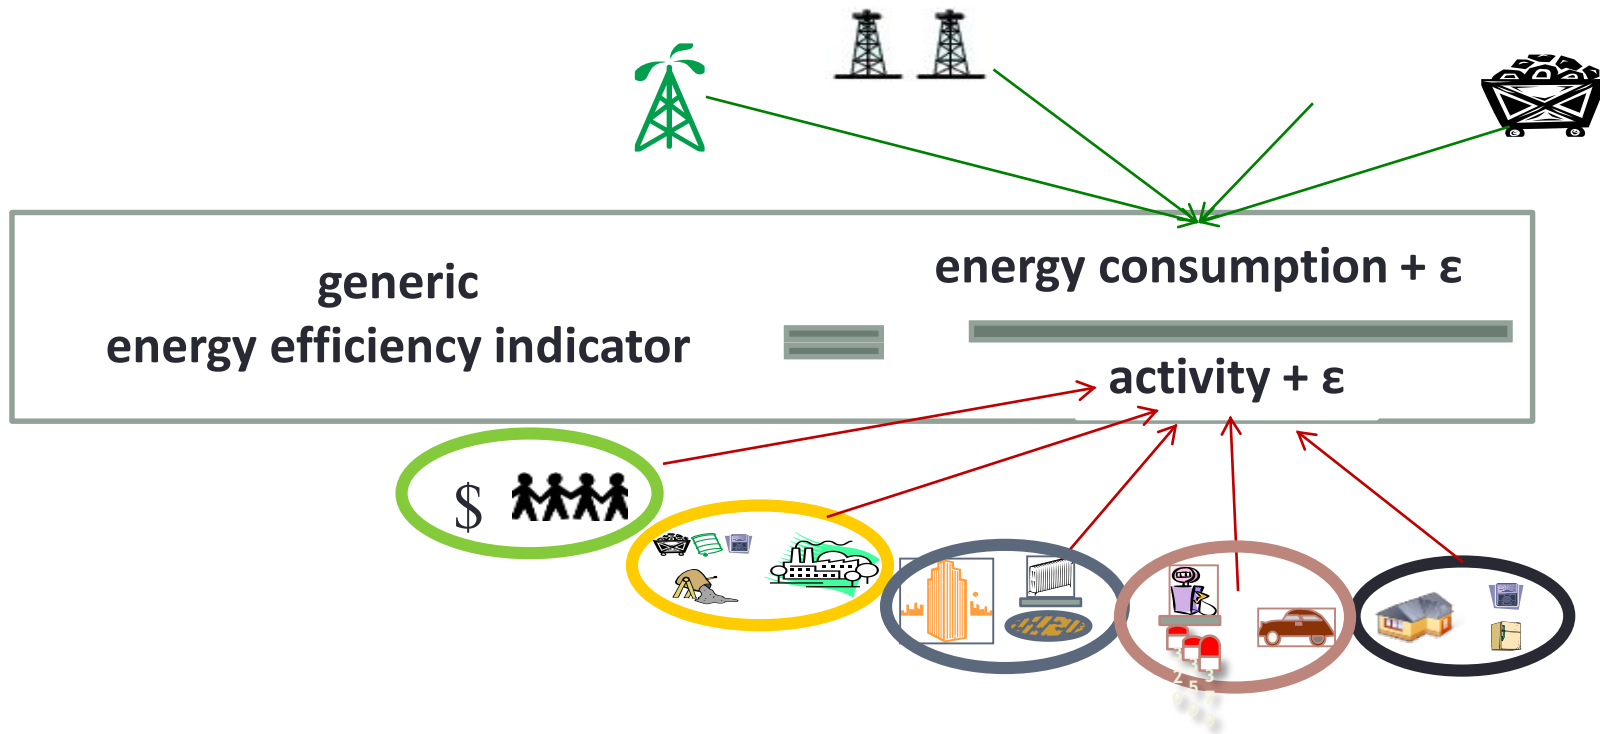 generic
energy efficiency indicator
energy consumption + ε
activity + ε
$